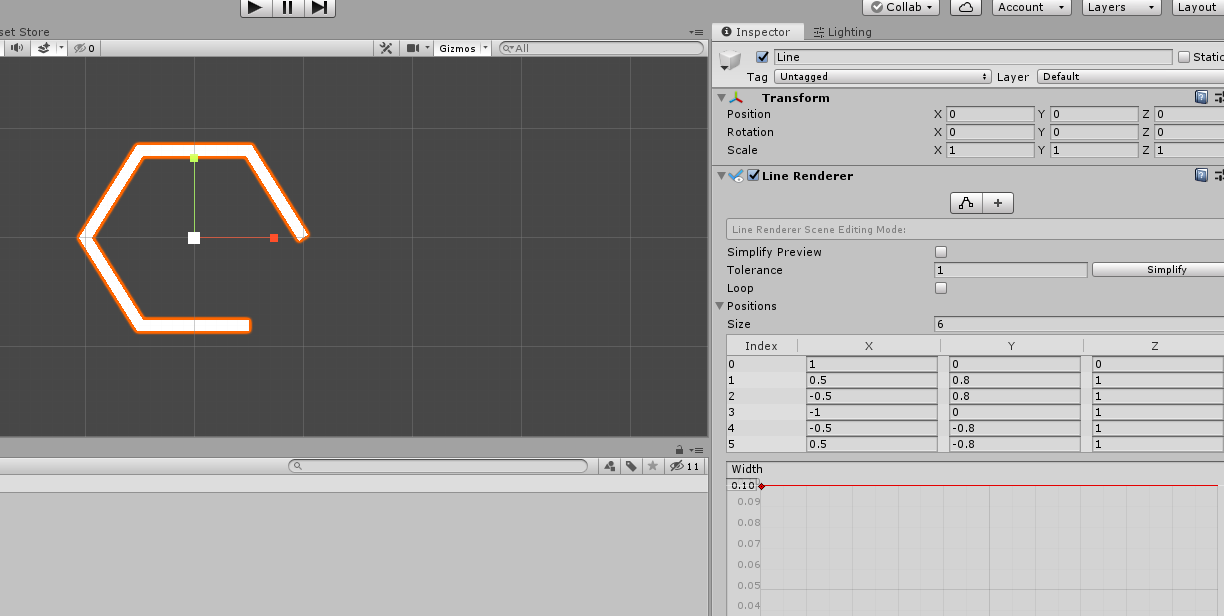 Collab
Account
Layers
Layout
set Store
0
Gizmos
All
Inspector
Lighting
Line
Static
Tag
Untagged
Layer
Default
Transform
Position X 0 Y 0 Z 0
Rotation X 0 Y 0 Z 0
Scale X 1 Y 1 Z 1
Line Renderer
+
Line Renderer Scene Editing Mode:
Simplify Preview
Tolerance 1 Simplify
Loop
Positions
Size 6
Index X Y Z
0 1 0 0
1 0.5 0.8 1
2 -0.5 0.8 1
3 -1 0 1
4 -0.5 -0.8 1
5 0.5 -0.8 1
11
Width
0.10
0.09
0.08
0.07
0.06
0.05
0.04